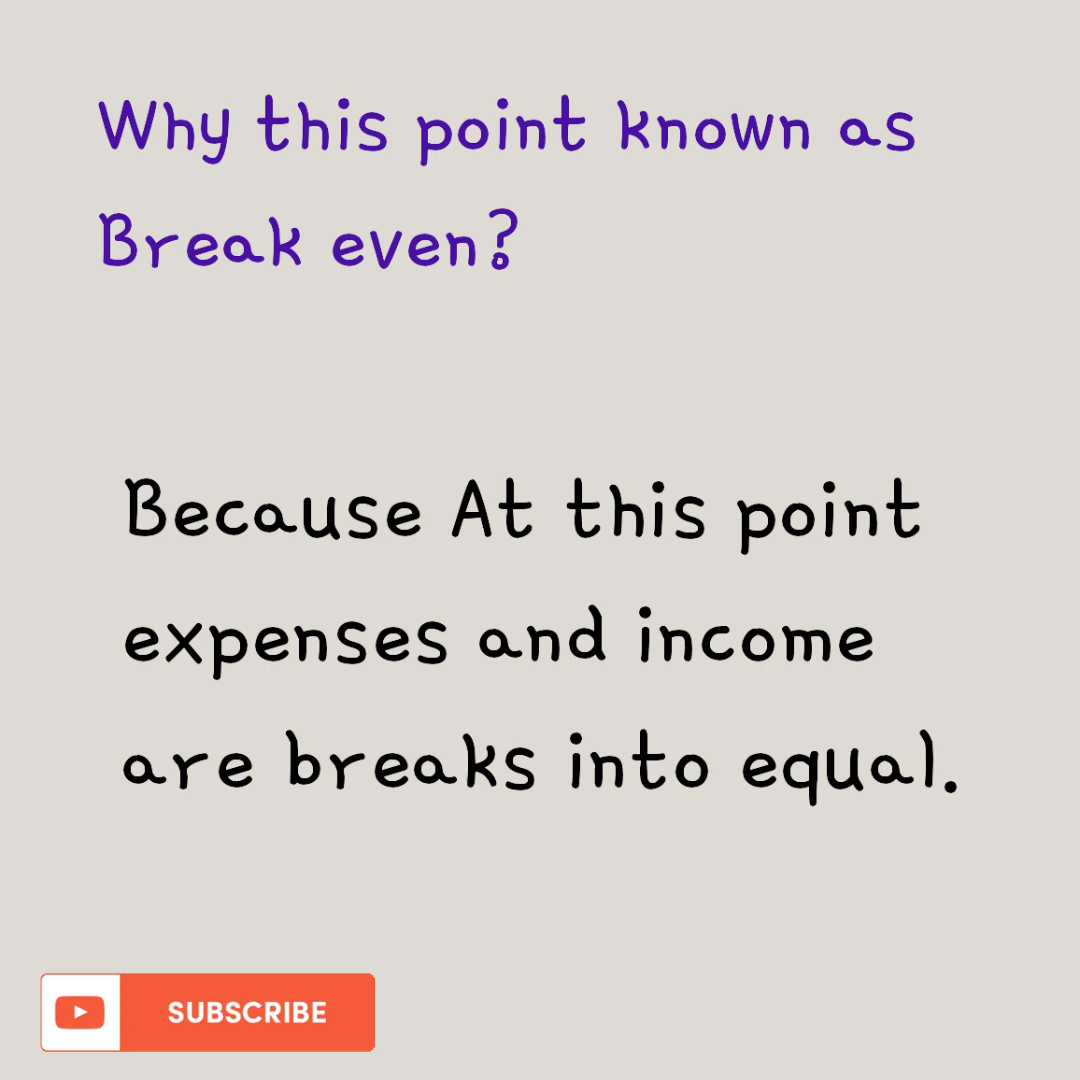 Why this point known as
Break even?
Because At this point
expenses and income
are breaks into equal.
SUBSCRIBE